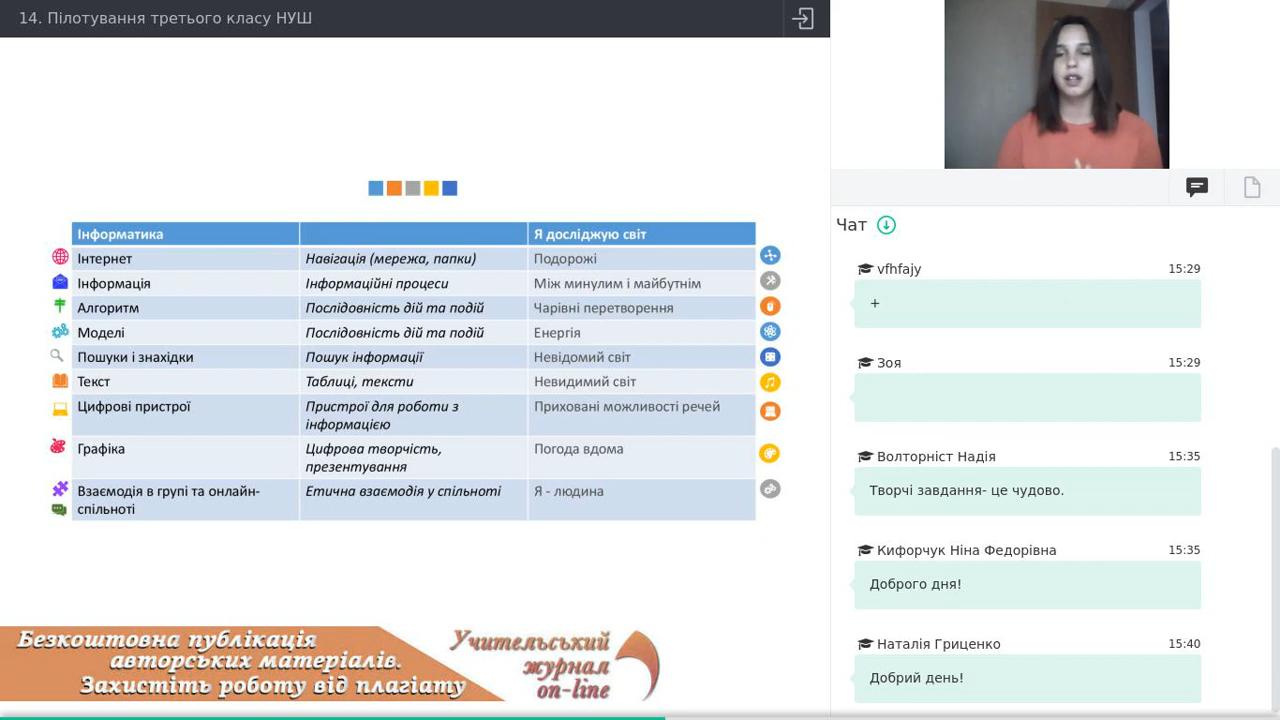 14. Пілотування третього класу НУШ
Інформатика Я досліджую світ
Інтернет Навігація (мережа, папки) Подорожі
Інформація Інформаційні процеси Між минулим і майбутнім
Алгоритм Послідовність дій та подій Чарівні перетворення
Моделі Послідовність дій та подій Енергія
Пошуки і знахідки Пошук інформації Невідомий світ
Текст Таблиці, тексти Невидимий світ
Цифрові пристрої Пристрої для роботи з Приховані можливості речей
інформацією
Графіка Цифрова творчість, Погода вдома
презентування
Взаємодія в групі та онлайн- Етична взаємодія у спільноті Я - людина
спільноті
Безкоштовна публікація
авторських матеріалів.
Захистіть роботу від плагіату
Учительський
журнал
on-line
Чат
vfhfajy 15:29
+
Зоя 15:29
Волторніст Надія 15:35
Творчі завдання- це чудово.
Кифорчук Ніна Федорівна 15:35
Доброго дня!
Наталія Гриценко 15:40
Добрий день!